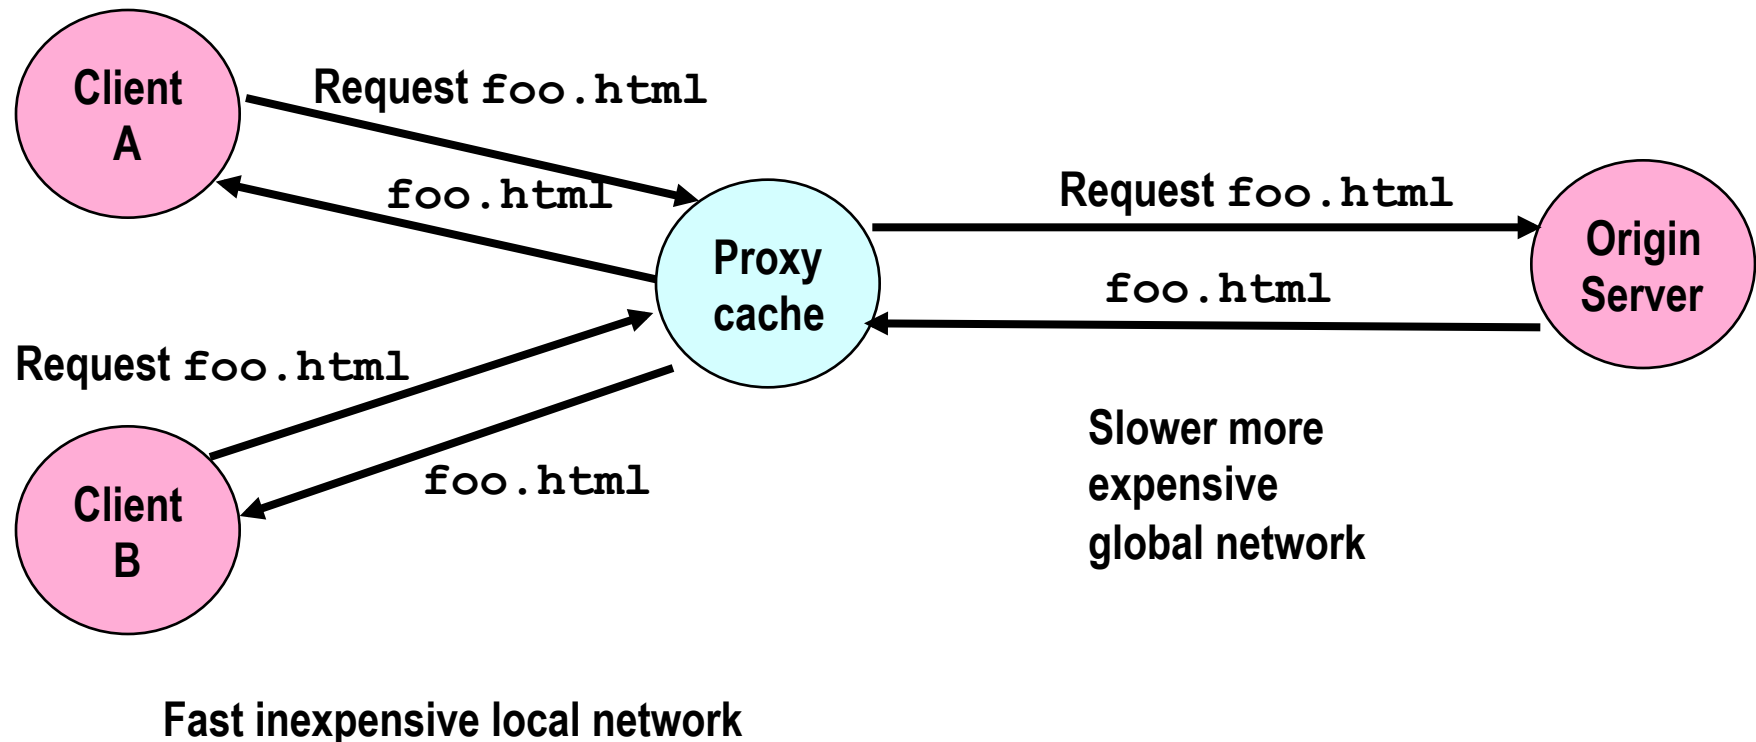 Client
A
Request foo.html
foo.html
Request foo.html
Origin
Server
Proxy
cache
foo.html
Request foo.html
foo.html
Client
B
Slower more
expensive
global network
Fast inexpensive local network